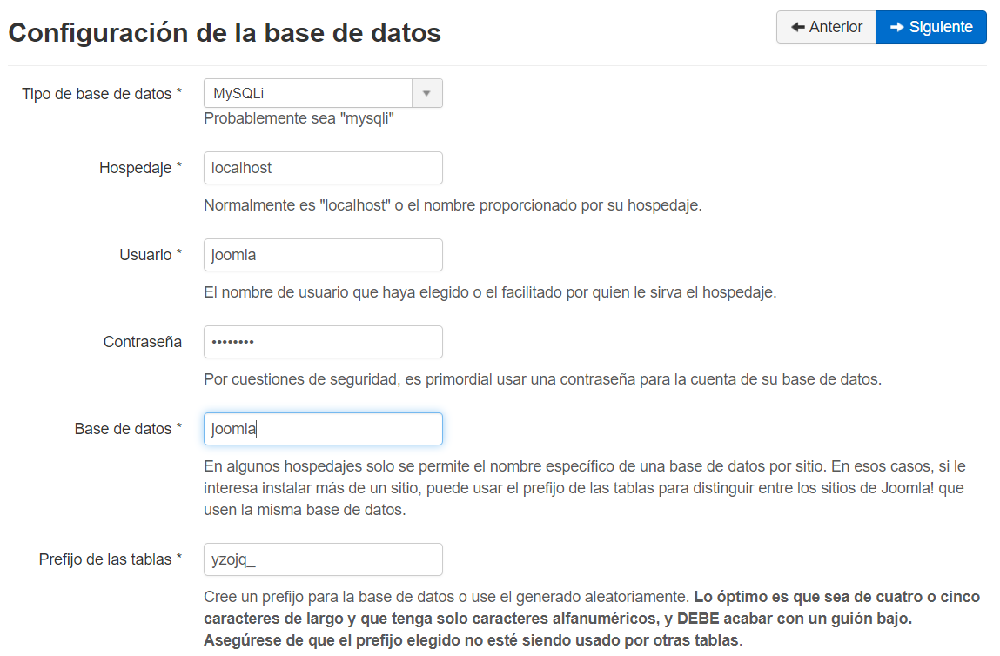 Configuración de la base de datos
Anterior
Siguiente
Tipo de base de datos *
MySQLi
Probablemente sea "mysqli"
Hospedaje *
localhost
Normalmente es "localhost" o el nombre proporcionado por su hospedaje.
Usuario *
joomla
El nombre de usuario que haya elegido o el facilitado por quien le sirva el hospedaje.
Contraseña
••••••••
Por cuestiones de seguridad, es primordial usar una contraseña para la cuenta de su base de datos.
Base de datos *
joomla
En algunos hospedajes solo se permite el nombre específico de una base de datos por sitio. En esos casos, si le
interesa instalar más de un sitio, puede usar el prefijo de las tablas para distinguir entre los sitios de Joomla! que
usen la misma base de datos.
Prefijo de las tablas *
yzojq_
Cree un prefijo para la base de datos o use el generado aleatoriamente. Lo óptimo es que sea de cuatro o cinco
caracteres de largo y que tenga solo caracteres alfanuméricos, y DEBE acabar con un guión bajo.
Asegúrese de que el prefijo elegido no esté siendo usado por otras tablas.